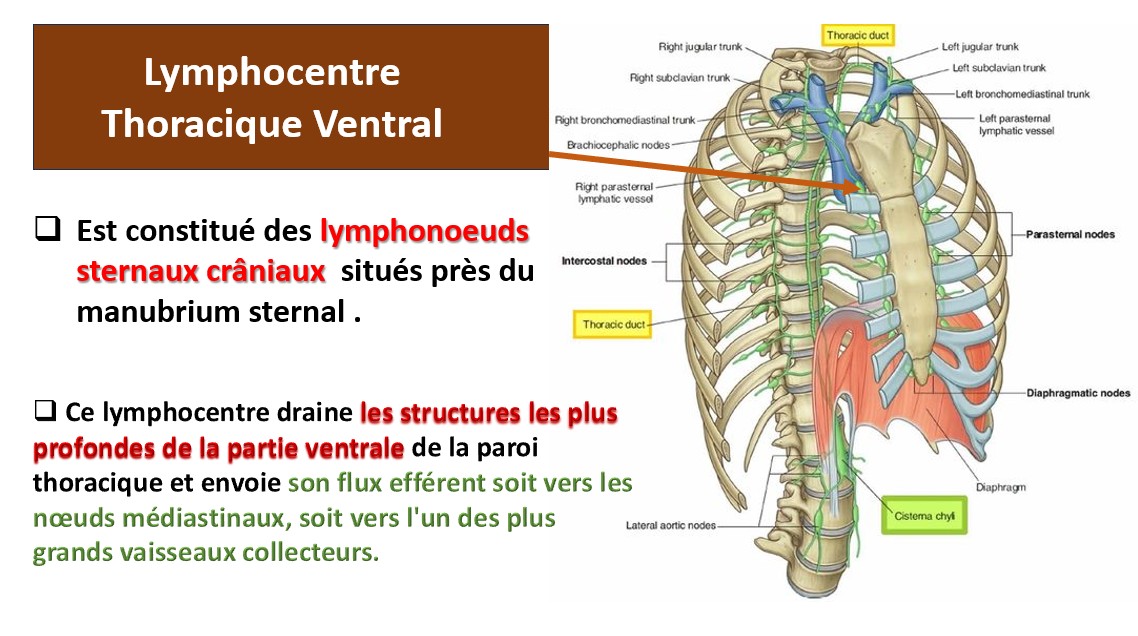 Lymphocentre
Thoracique Ventral
❑ Est constitué des lymphonoeuds
sternaux crâniaux situés près du
manubrium sternal .
❑ Ce lymphocentre draine les structures les plus
profondes de la partie ventrale de la paroi
thoracique et envoie son flux efférent soit vers les
nœuds médiastinaux, soit vers l'un des plus
grands vaisseaux collecteurs.
Thoracic duct
Right jugular trunk
Left jugular trunk
Right subclavian trunk
Left subclavian trunk
Left bronchomediastinal trunk
Right bronchomediastinal trunk
Left parasternal
lymphatic vessel
Brachiocephalic nodes
Right parasternal
lymphatic vessel
Parasternal nodes
Intercostal nodes
Thoracic duct
Diaphragmatic nodes
Diaphragm
Cisterna chyli
Lateral aortic nodes